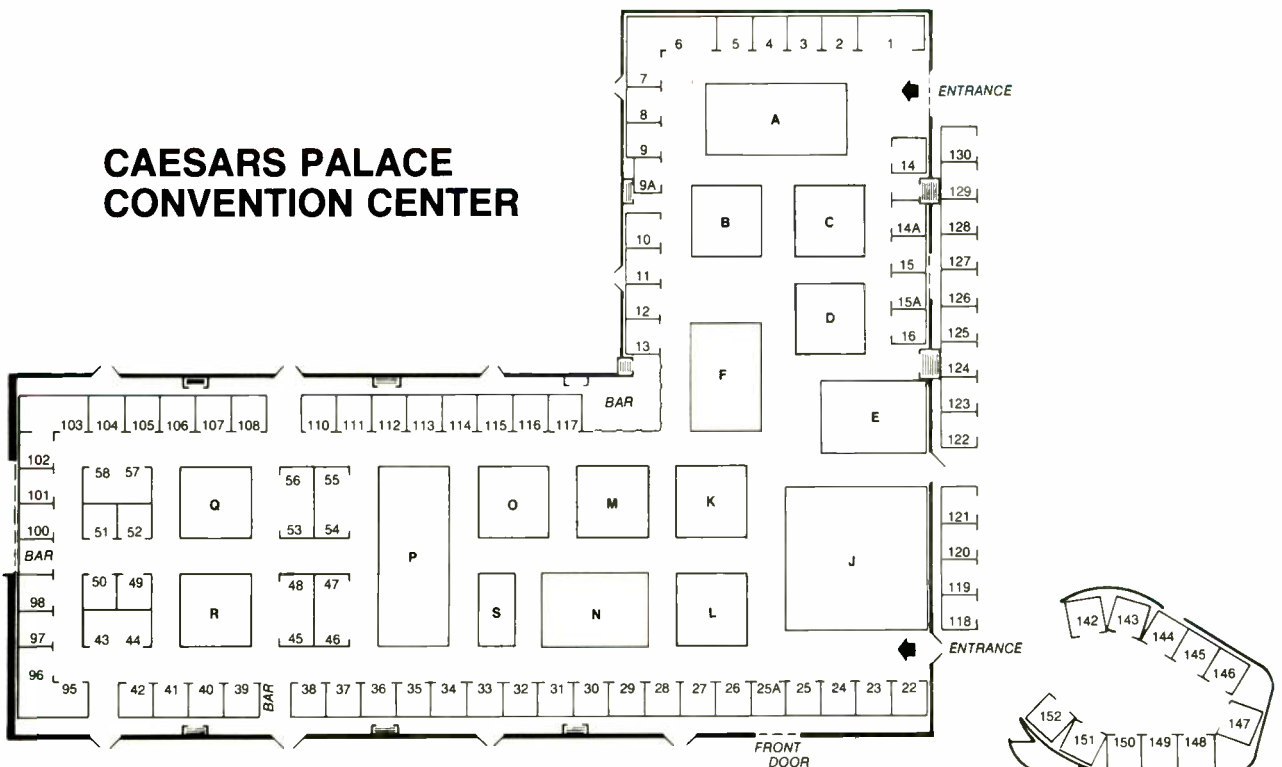 CAESARS PALACE
CONVENTION CENTER
6 5 4 3 2 1
ENTRANCE
7
8
9
9A
10
11
12
13
A
B C
D
F
E
14
14A
15
15A
16
130
129
128
127
126
125
124
123
122
BAR
103 104 105 106 107 108
110 111 112 113 114 115 116 117
102
101
100
BAR
98
97
96
95
58 57
51 52
50 49
43 44
Q
R
56 55
53 54
48 47
45 46
P
O M K
S N L
J
121
120
119
118
ENTRANCE
42 41 40 39
BAR
38 37 36 35 34 33 32 31 30 29 28 27 26 25A 25 24 23 22
FRONT
DOOR
142 143 144 145 146
147
152 151 150 149 148